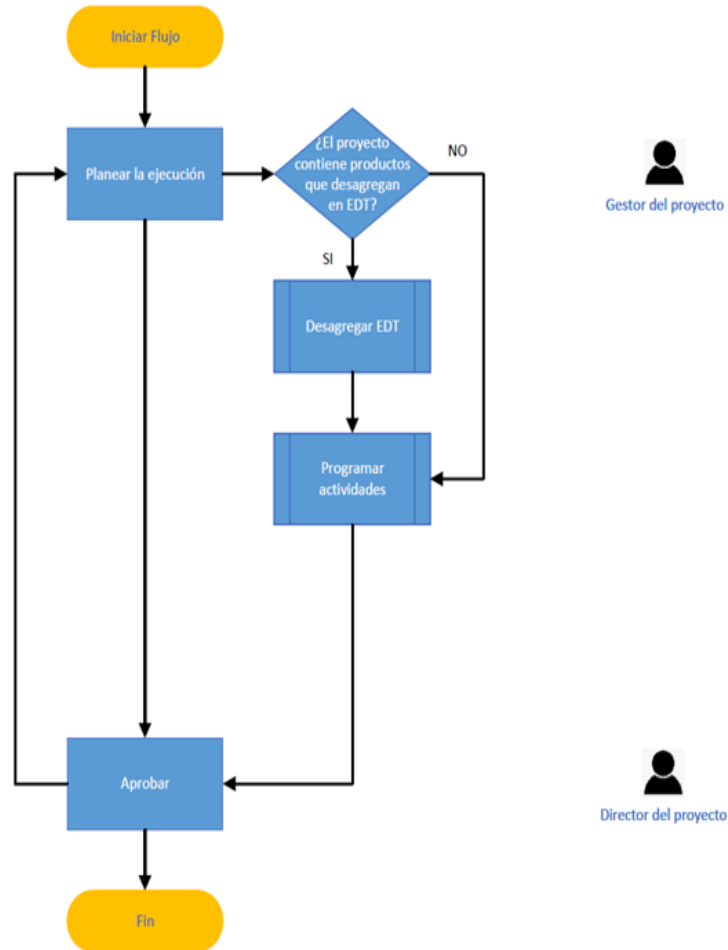 Iniciar Flujo
Planear la ejecución
¿El proyecto
contiene productos
que desagregan
en EDT?
NO
Gestor del proyecto
SI
Desagregar EDT
Programar
actividades
Aprobar
Director del proyecto
Fin